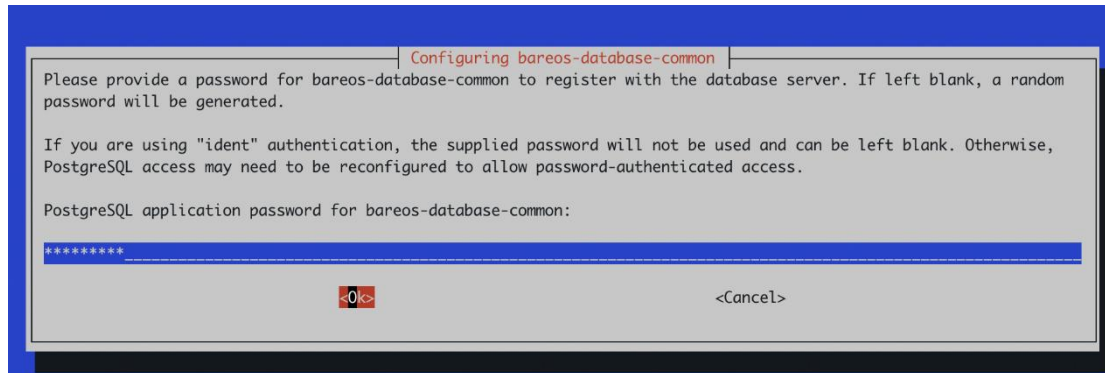 Configuring bareos-database-common
Please provide a password for bareos-database-common to register with the database server. If left blank, a random
password will be generated.
If you are using "ident" authentication, the supplied password will not be used and can be left blank. Otherwise,
PostgreSQL access may need to be reconfigured to allow password-authenticated access.
PostgreSQL application password for bareos-database-common:
*********
<Ok> <Cancel>